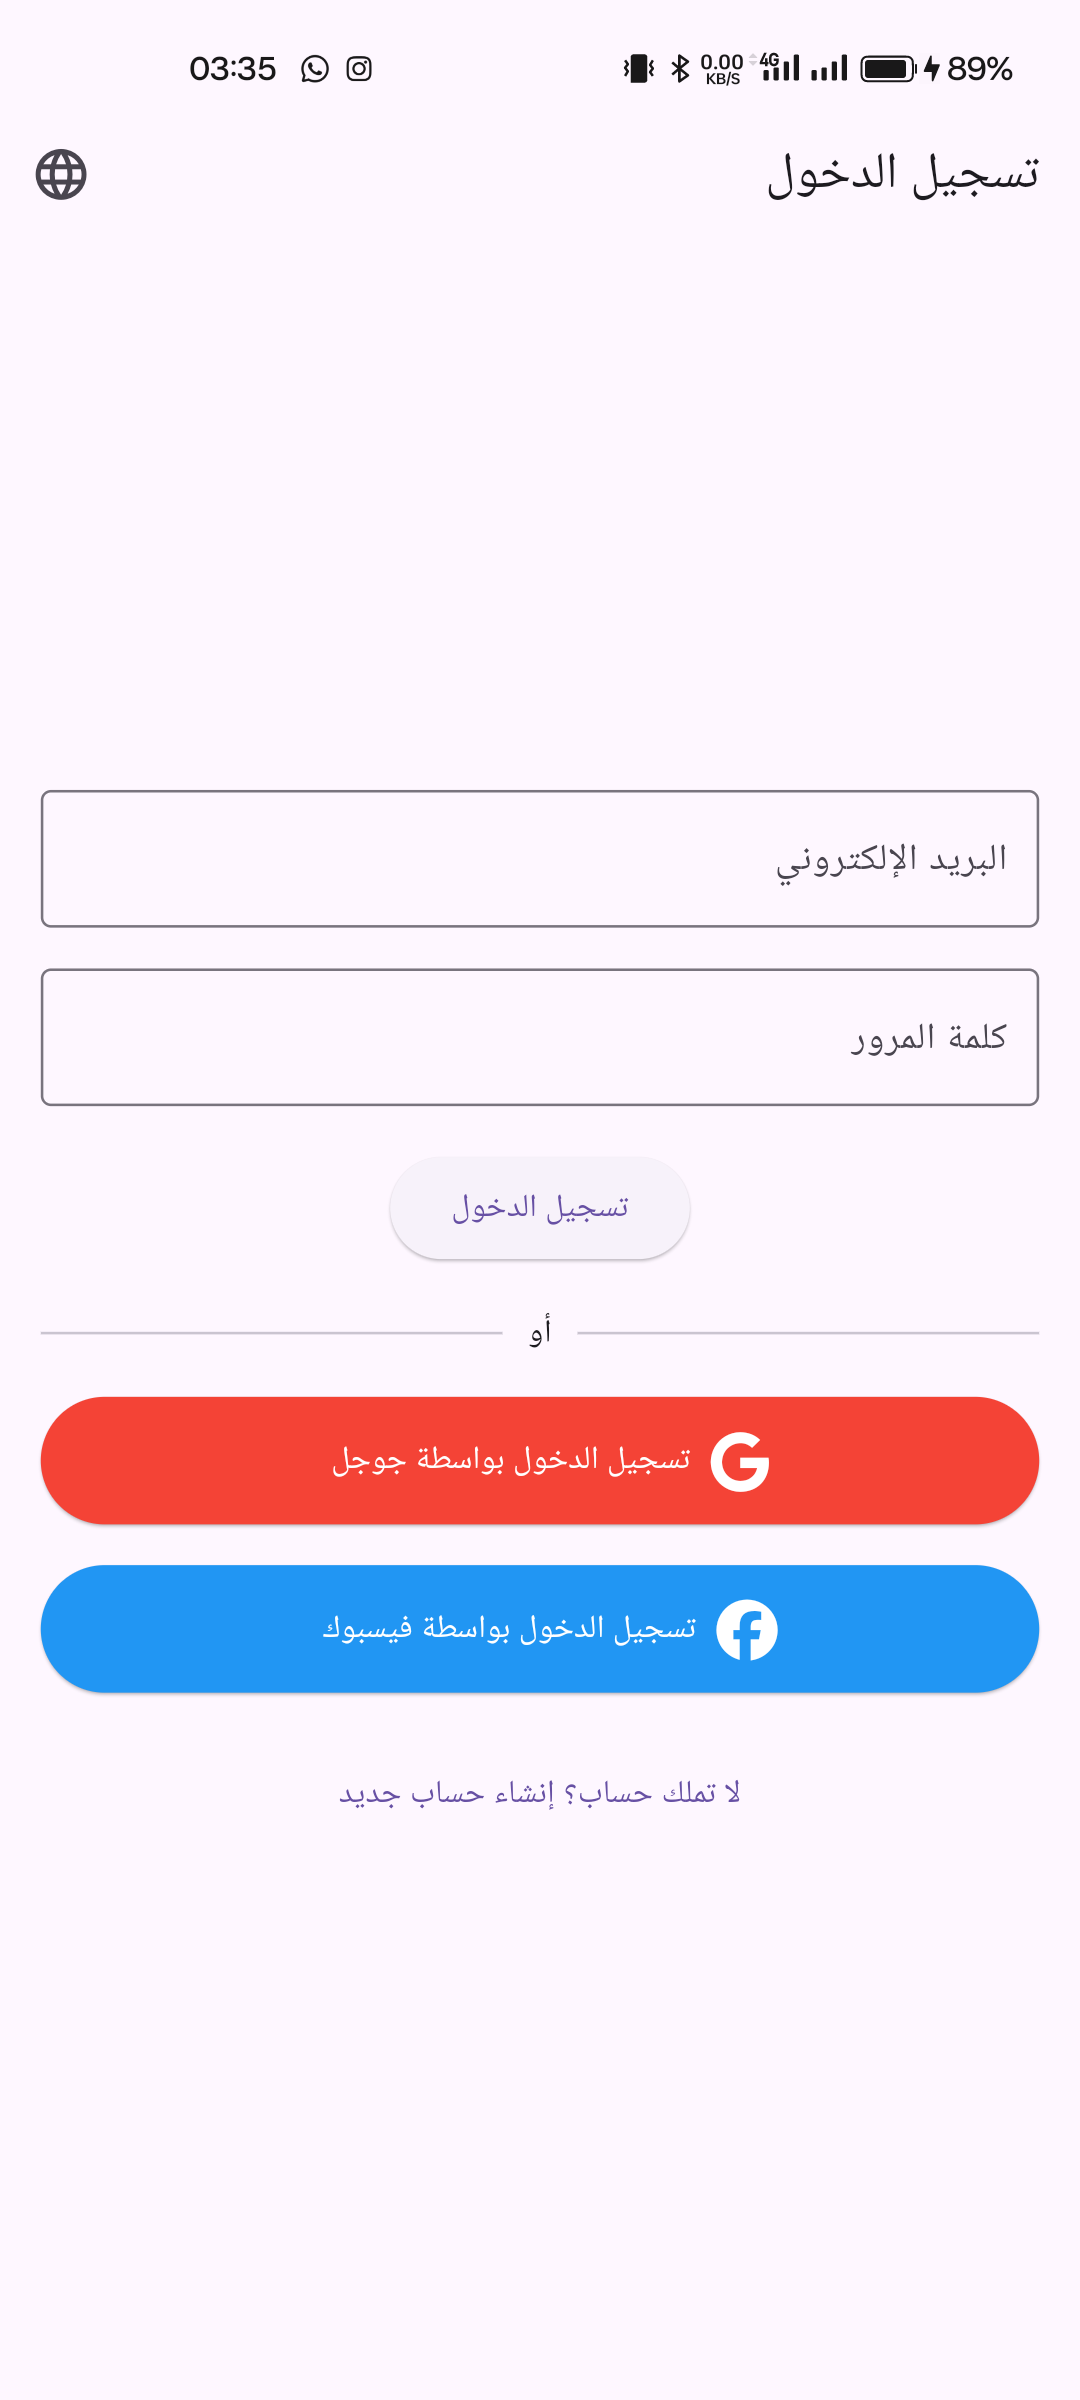 03:35 0.00 KB/S 4G 89%
تسجيل الدخول
البريد الإلكتروني
كلمة المرور
تسجيل الدخول
أو
تسجيل الدخول بواسطة جوجل
تسجيل الدخول بواسطة فيسبوك
لا تملك حساب؟ إنشاء حساب جديد